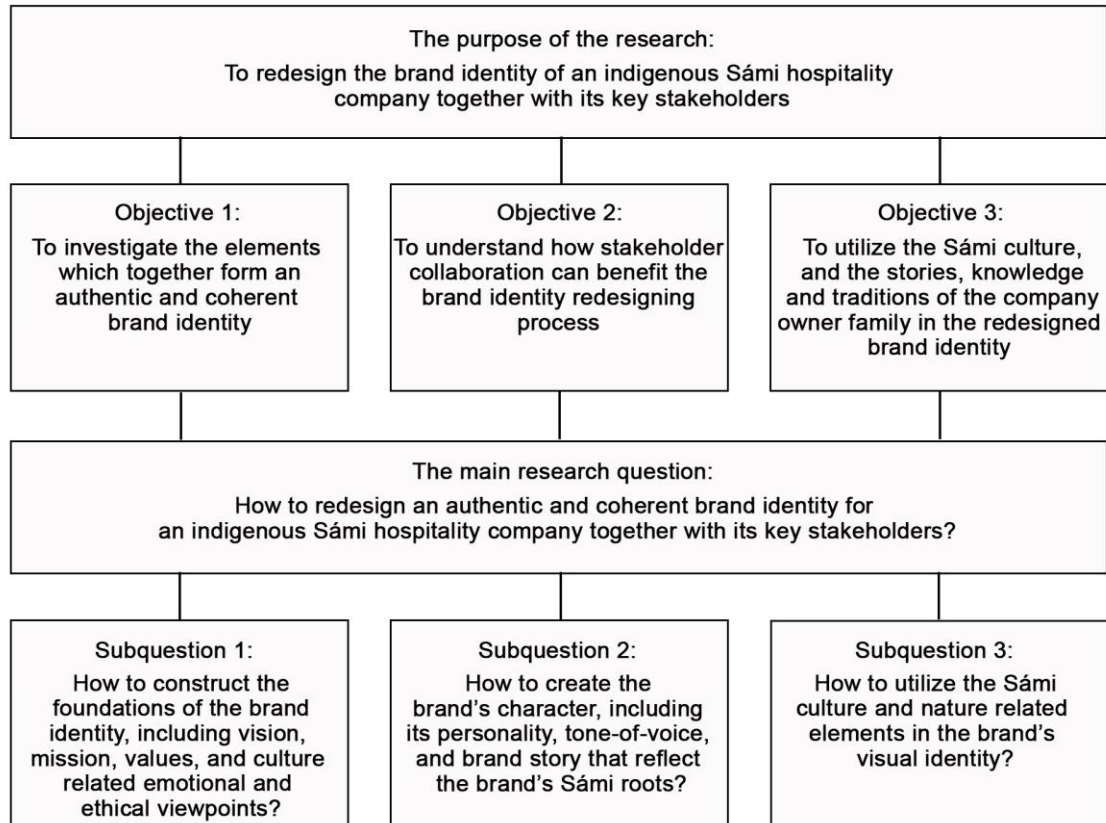 The purpose of the research:
To redesign the brand identity of an indigenous Sámi hospitality
company together with its key stakeholders
Objective 1:
To investigate the elements
which together form an
authentic and coherent
brand identity
Objective 2:
To understand how stakeholder
collaboration can benefit the
brand identity redesigning
process
Objective 3:
To utilize the Sámi culture,
and the stories, knowledge
and traditions of the company
owner family in the redesigned
brand identity
The main research question:
How to redesign an authentic and coherent brand identity for
an indigenous Sámi hospitality company together with its key stakeholders?
Subquestion 1:
How to construct the
foundations of the brand
identity, including vision,
mission, values, and culture
related emotional and
ethical viewpoints?
Subquestion 2:
How to create the
brand’s character, including
its personality, tone-of-voice,
and brand story that reflect
the brand’s Sámi roots?
Subquestion 3:
How to utilize the Sámi
culture and nature related
elements in the brand’s
visual identity?